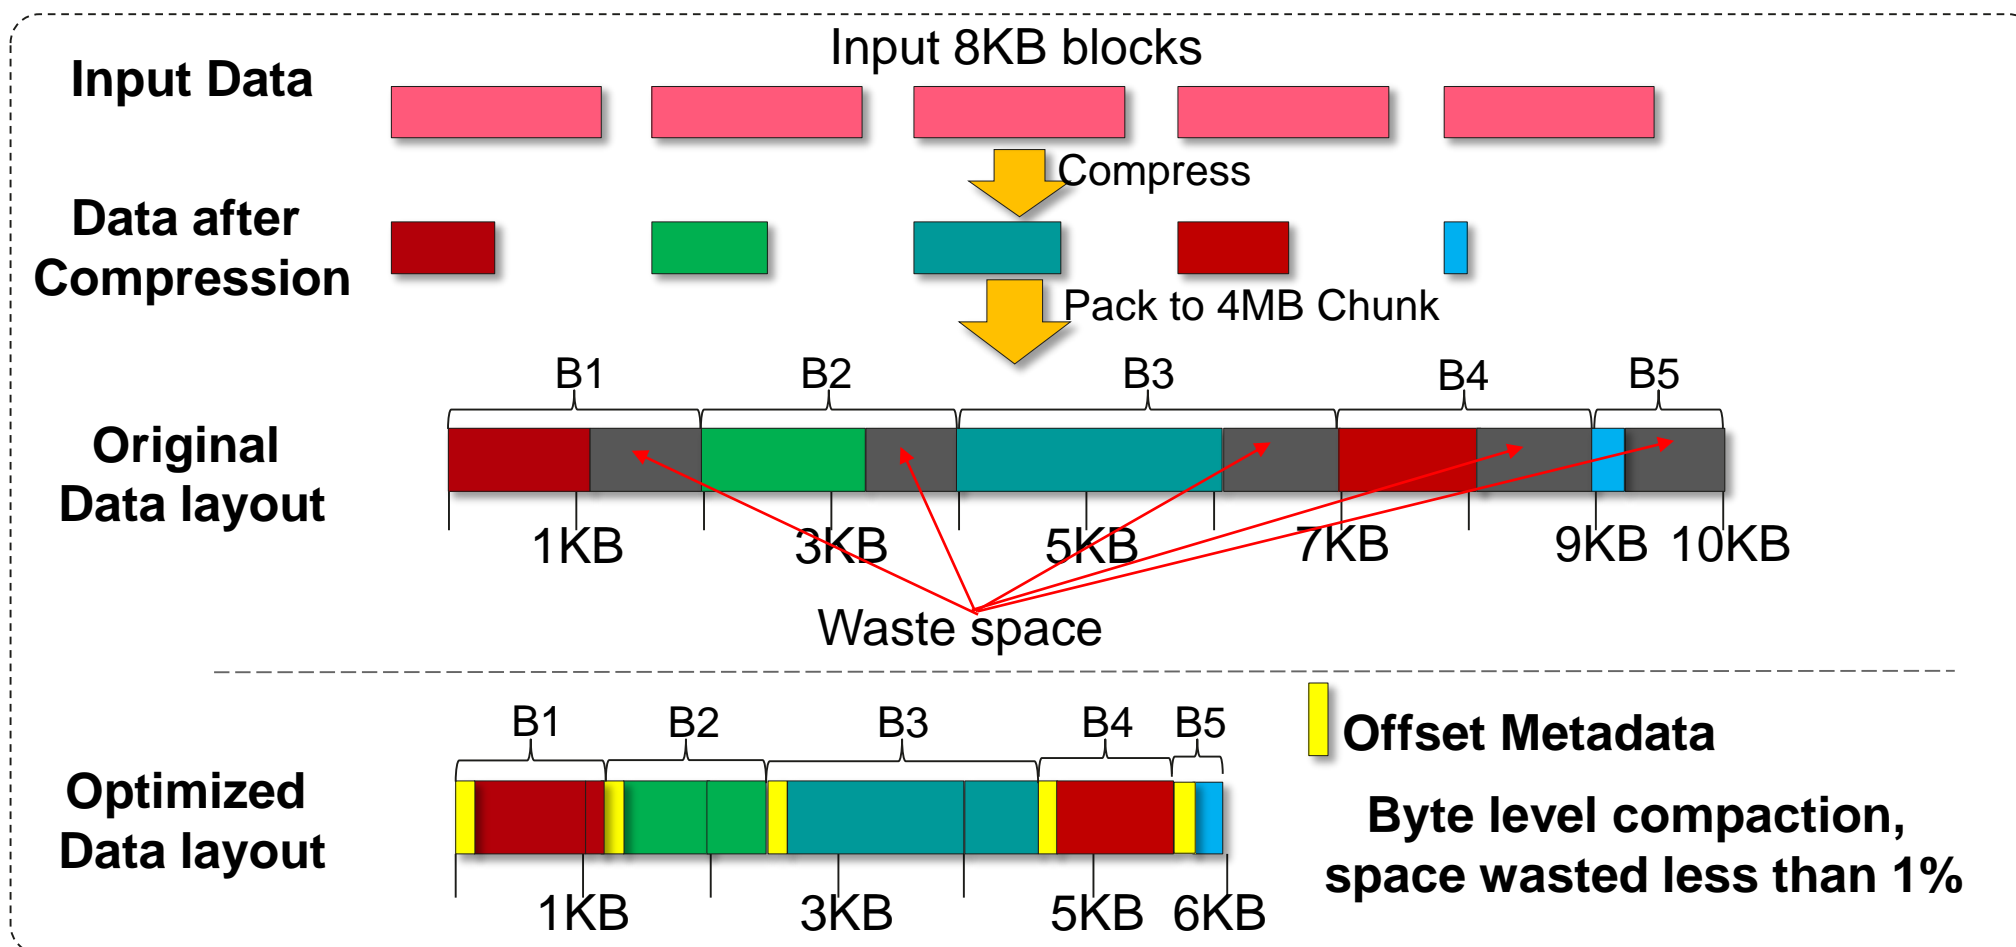 Input 8KB blocks
Input Data
Compress
Data after
Compression
Pack to 4MB Chunk
B1 B2 B3 B4 B5
Original
Data layout
1KB 3KB 5KB 7KB 9KB 10KB
Waste space
B1 B2 B3 B4 B5
Offset Metadata
Optimized
Data layout
Byte level compaction,
space wasted less than 1%
1KB 3KB 5KB 6KB